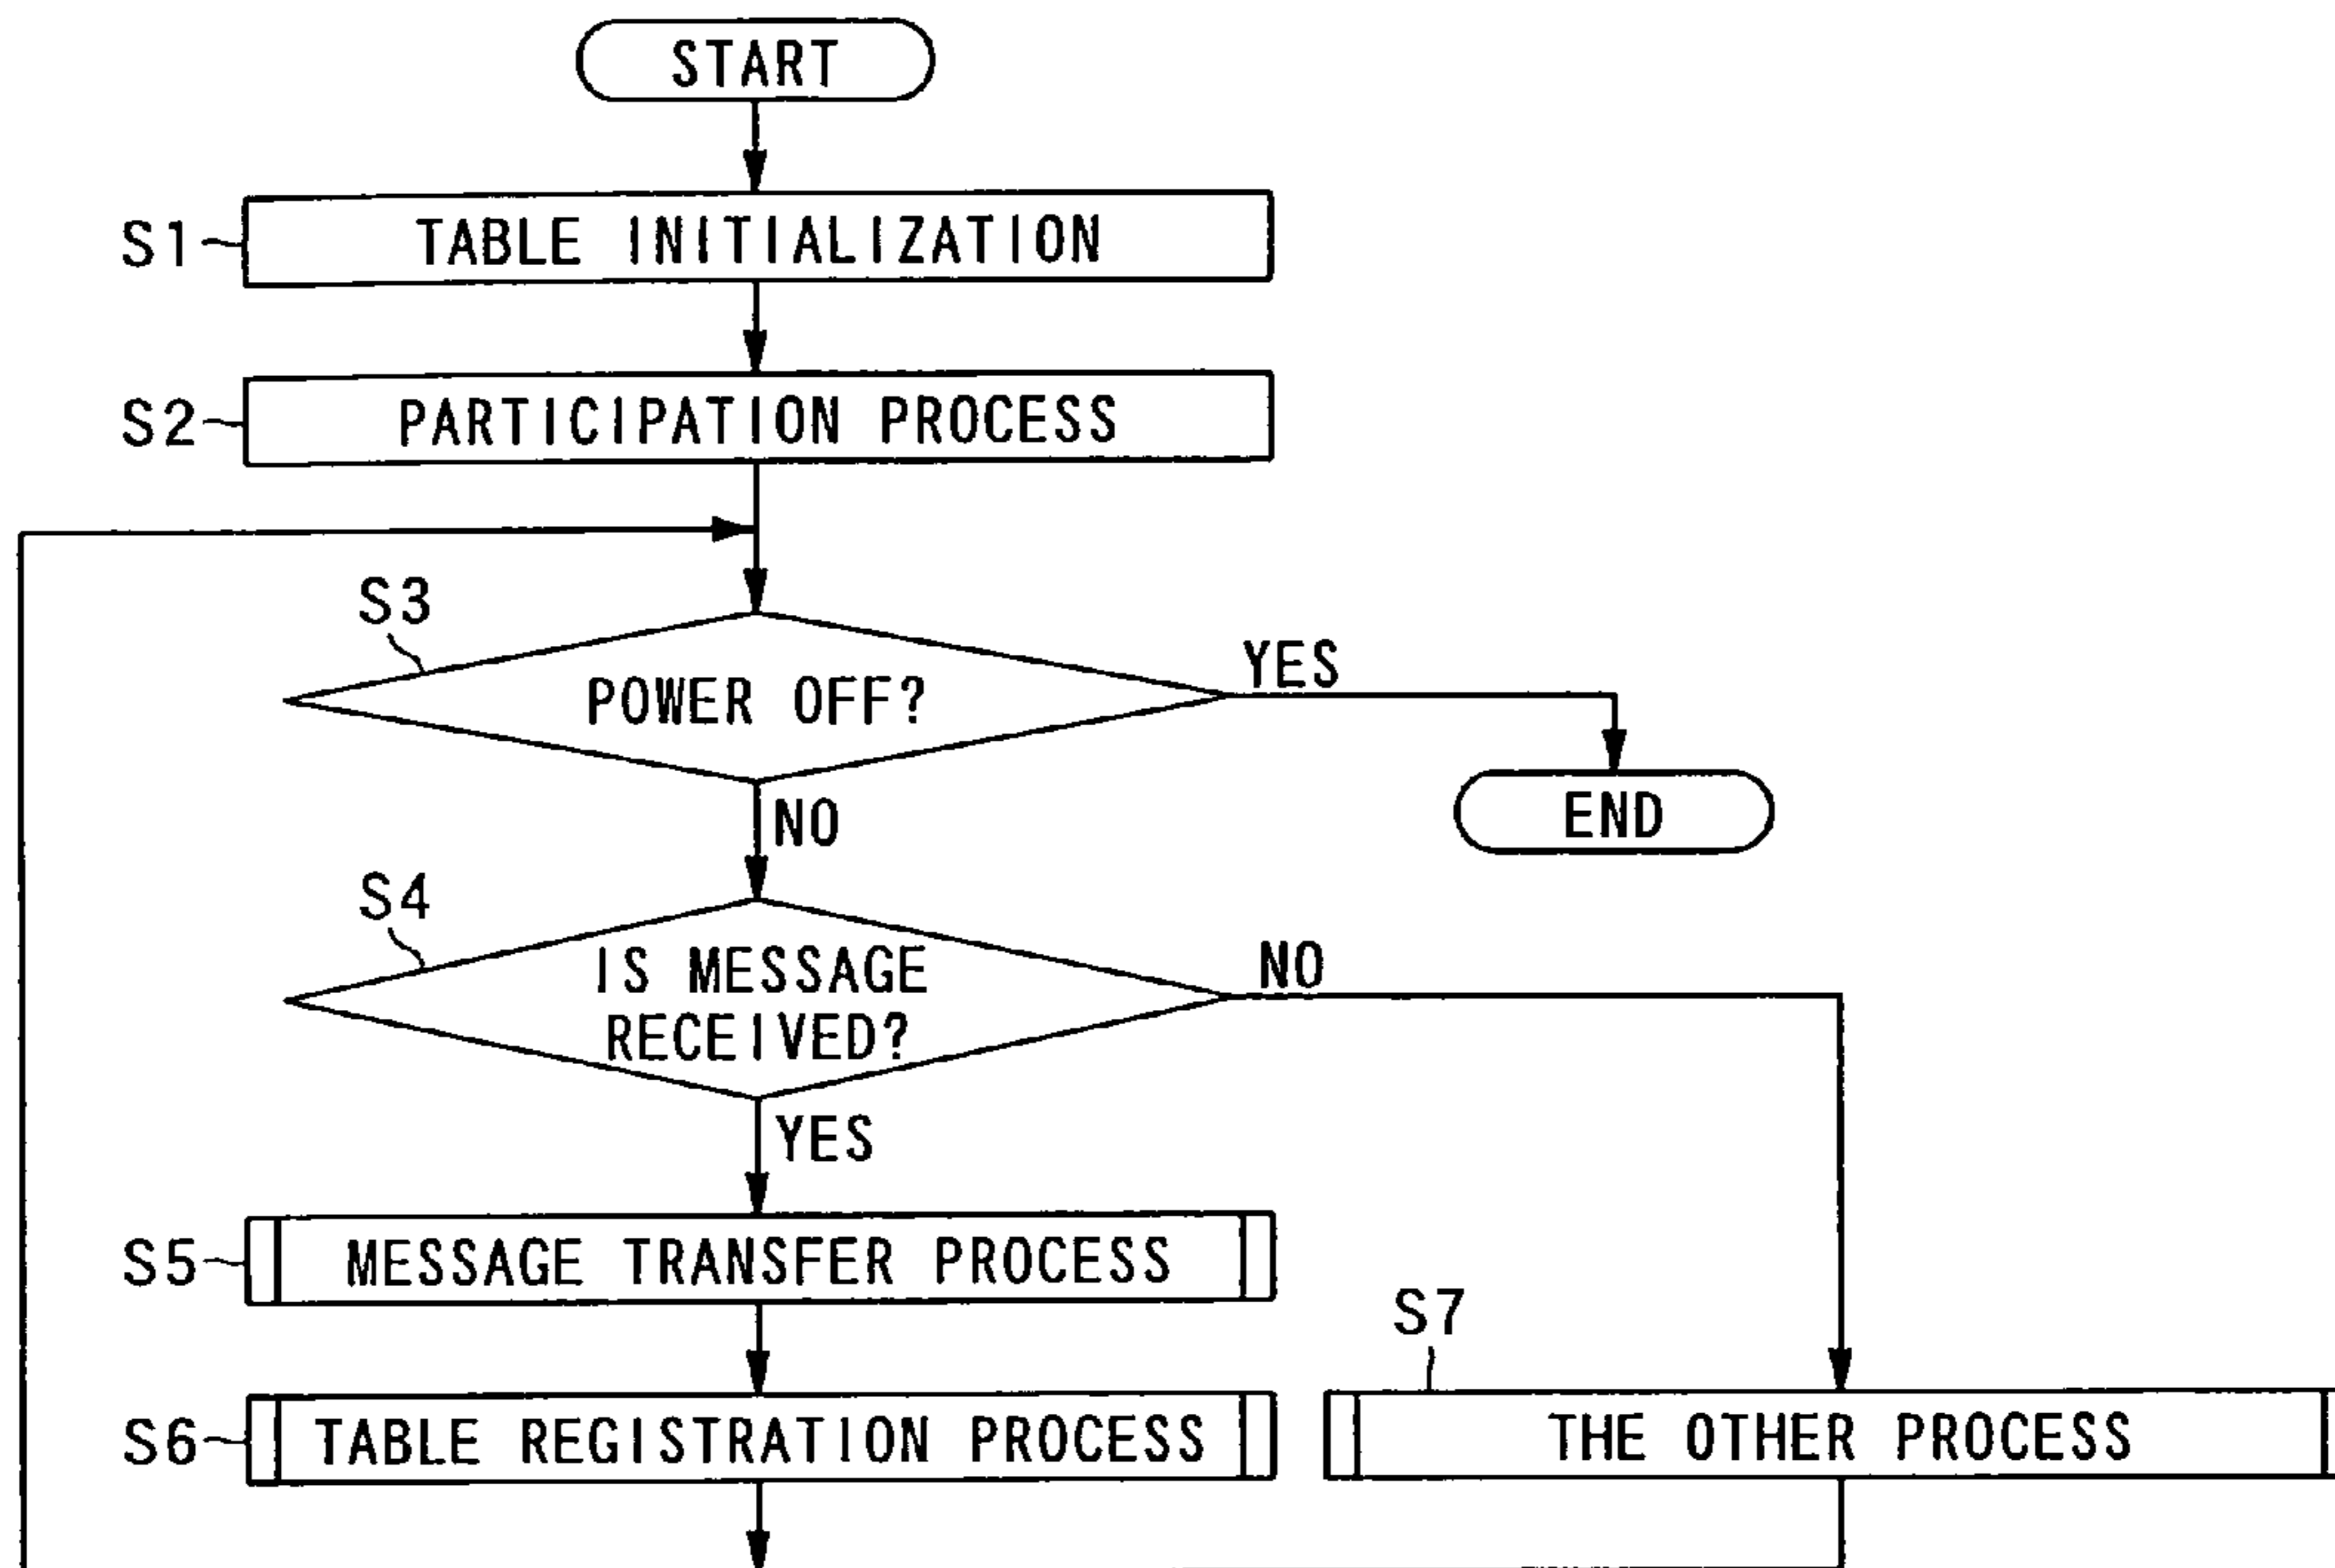 START
S1
TABLE INITIALIZATION
S2
PARTICIPATION PROCESS
S3
POWER OFF?
YES
END
NO
S4
IS MESSAGE
RECEIVED?
NO
YES
S5
MESSAGE TRANSFER PROCESS
S7
S6
TABLE REGISTRATION PROCESS
THE OTHER PROCESS